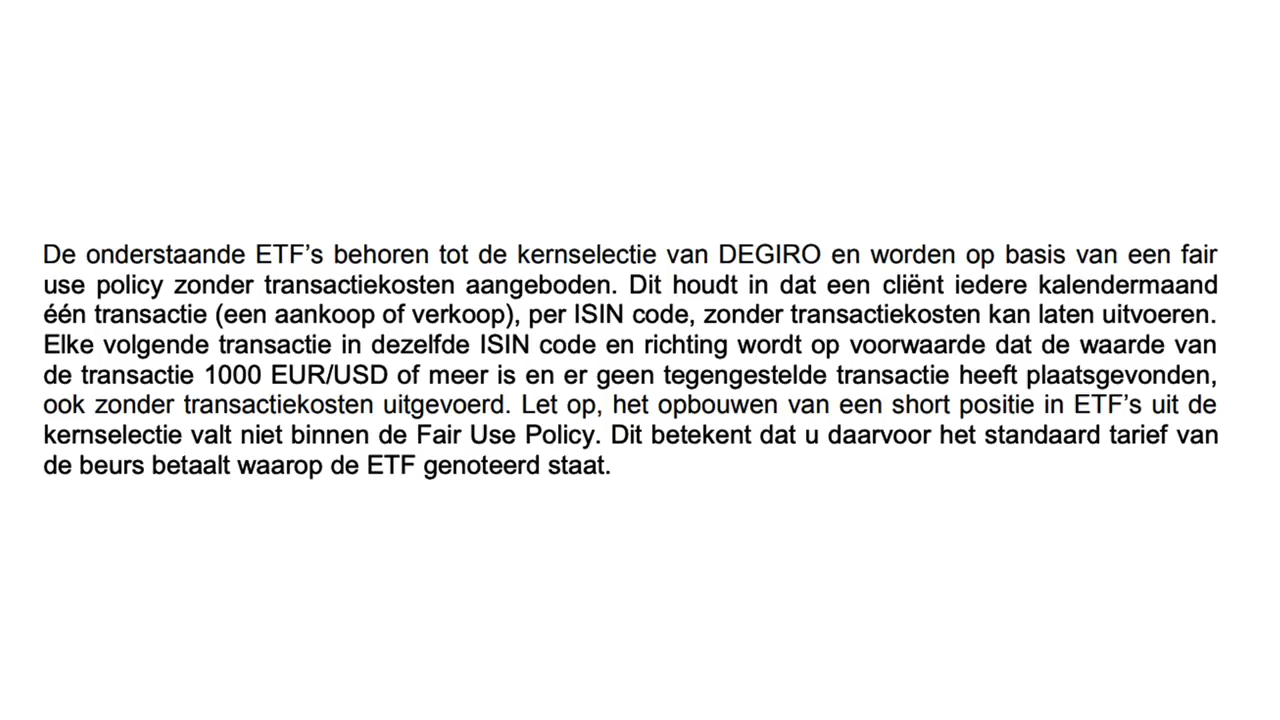 De onderstaande ETF’s behoren tot de kernselectie van DEGIRO en worden op basis van een fair
use policy zonder transactiekosten aangeboden. Dit houdt in dat een cliënt iedere kalendermaand
één transactie (een aankoop of verkoop), per ISIN code, zonder transactiekosten kan laten uitvoeren.
Elke volgende transactie in dezelfde ISIN code en richting wordt op voorwaarde dat de waarde van
de transactie 1000 EUR/USD of meer is en er geen tegengestelde transactie heeft plaatsgevonden,
ook zonder transactiekosten uitgevoerd. Let op, het opbouwen van een short positie in ETF’s uit de
kernselectie valt niet binnen de Fair Use Policy. Dit betekent dat u daarvoor het standaard tarief van
de beurs betaalt waarop de ETF genoteerd staat.